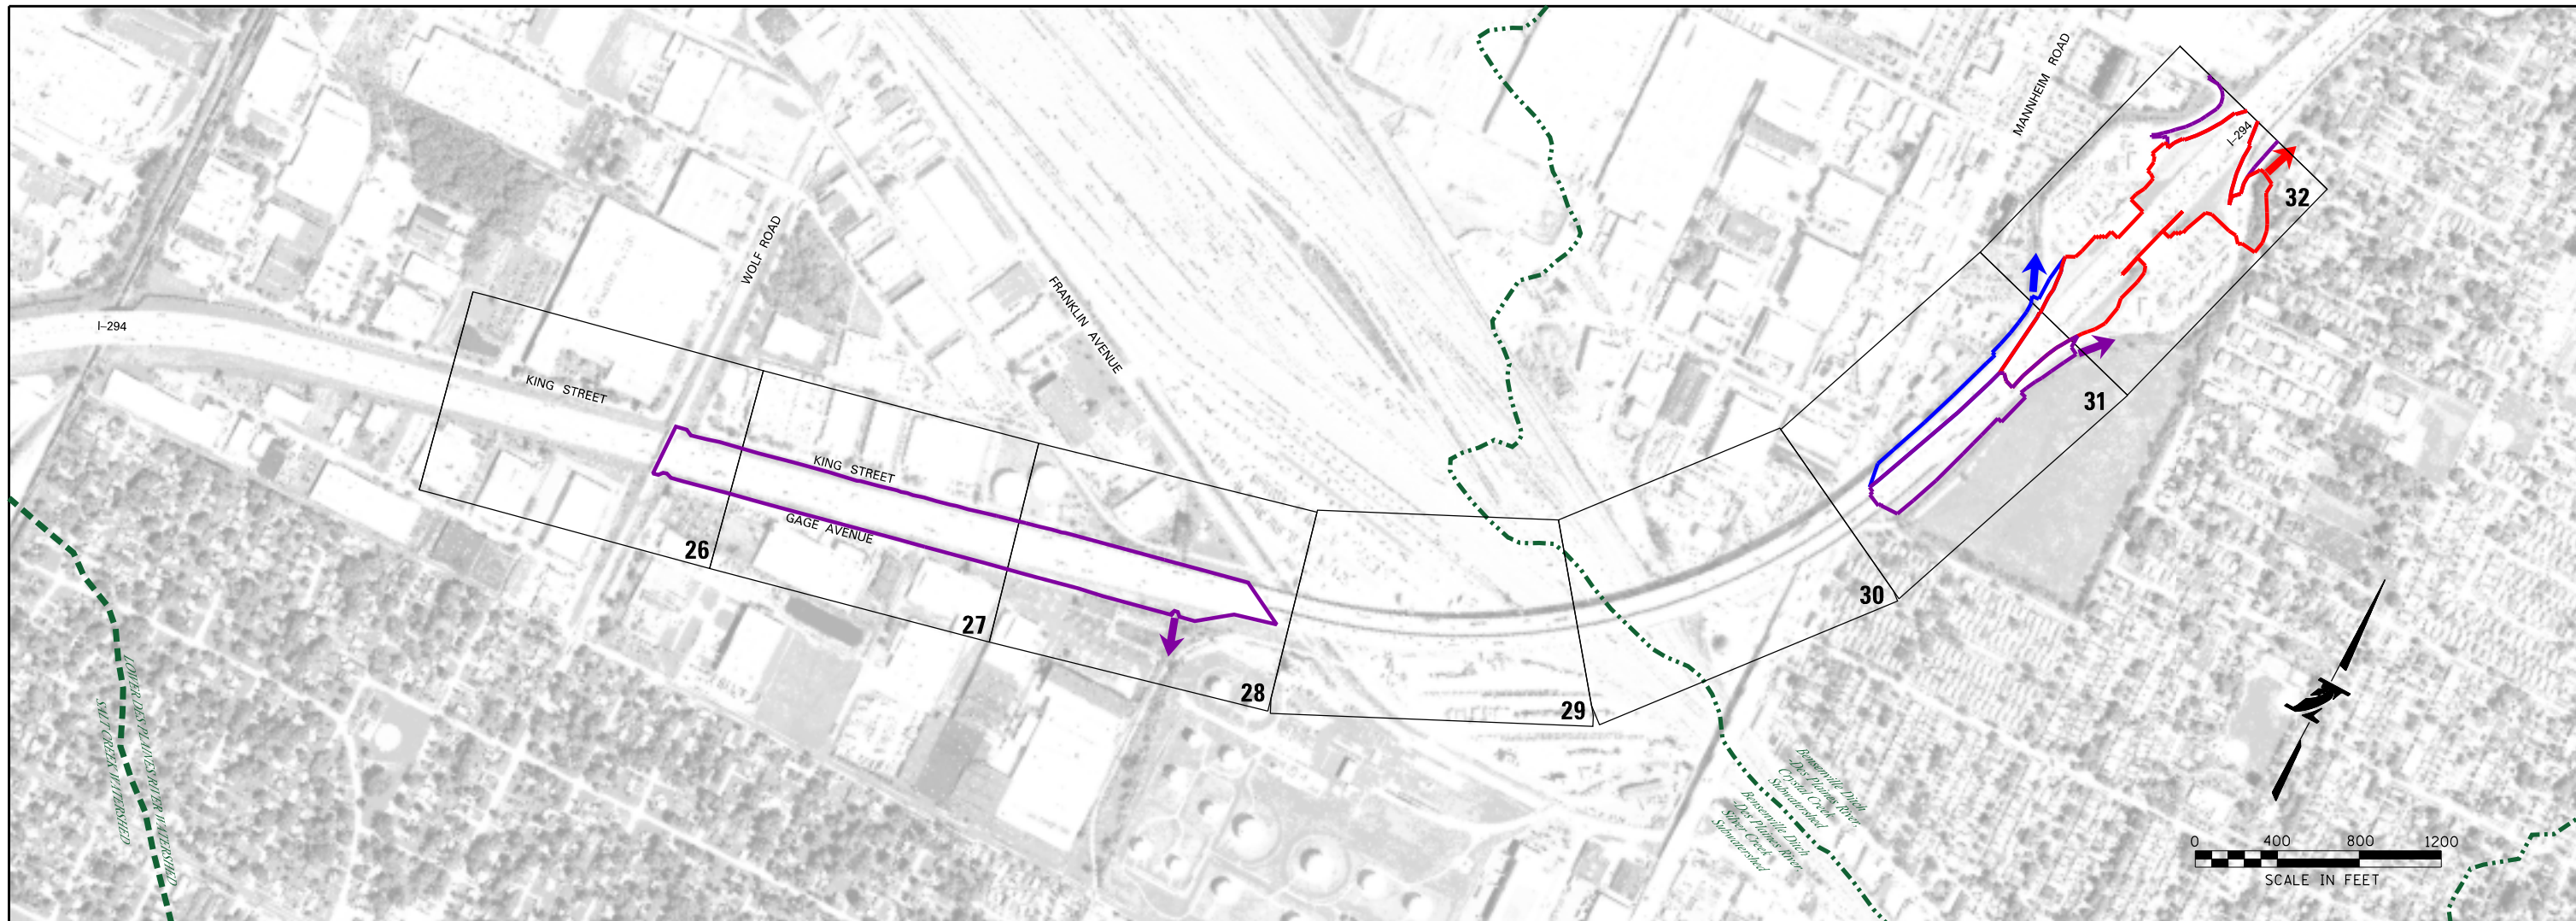 MANNHEIM ROAD
I-294
32
WOLF ROAD
FRANKLIN AVENUE
I-294
KING STREET
31
KING STREET
GAGE AVENUE
26
27
30
28
29
LOWER DES PLAINES RIVER WATERSHED
SALT CREEK WATERSHED
Bensenville Ditch
-Des Plaines River,
Crystal Creek
Subwatershed
Bensenville Ditch
-Des Plaines River,
Silver Creek
Subwatershed
0 400 800 1200
SCALE IN FEET